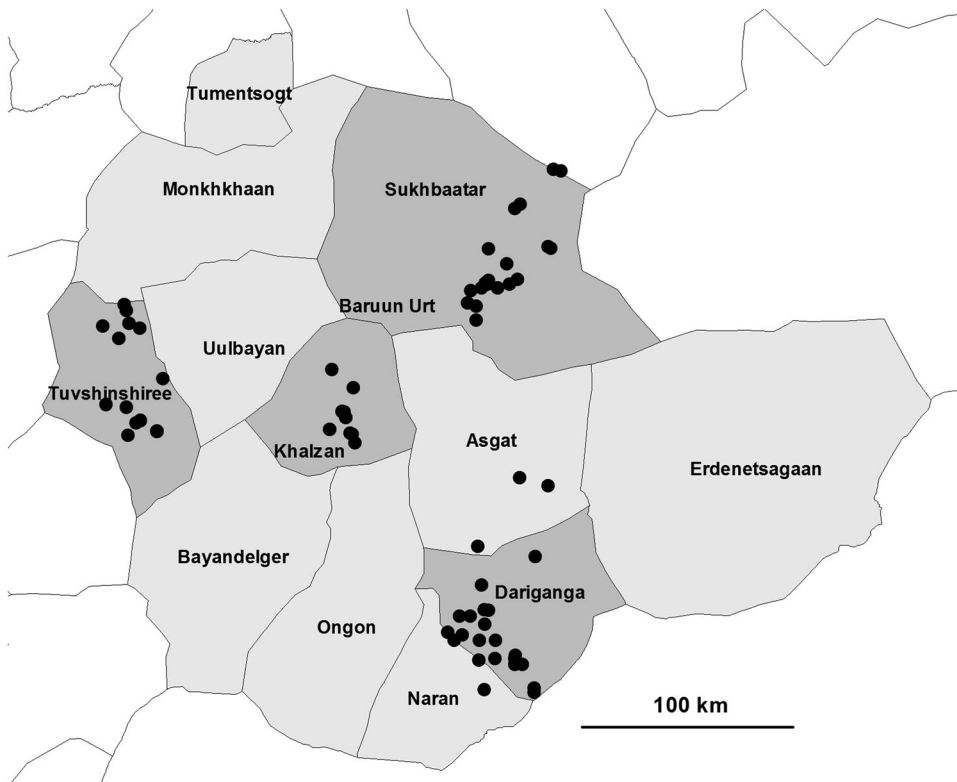 Tumentsogt
Monkhkhaan
Sukhbaatar
Baruun Urt
Uulbayan
Tuvshinshiree
Khalzan
Asgat
Erdenetsagaan
Bayandelger
Dariganga
Ongon
Naran
100 km